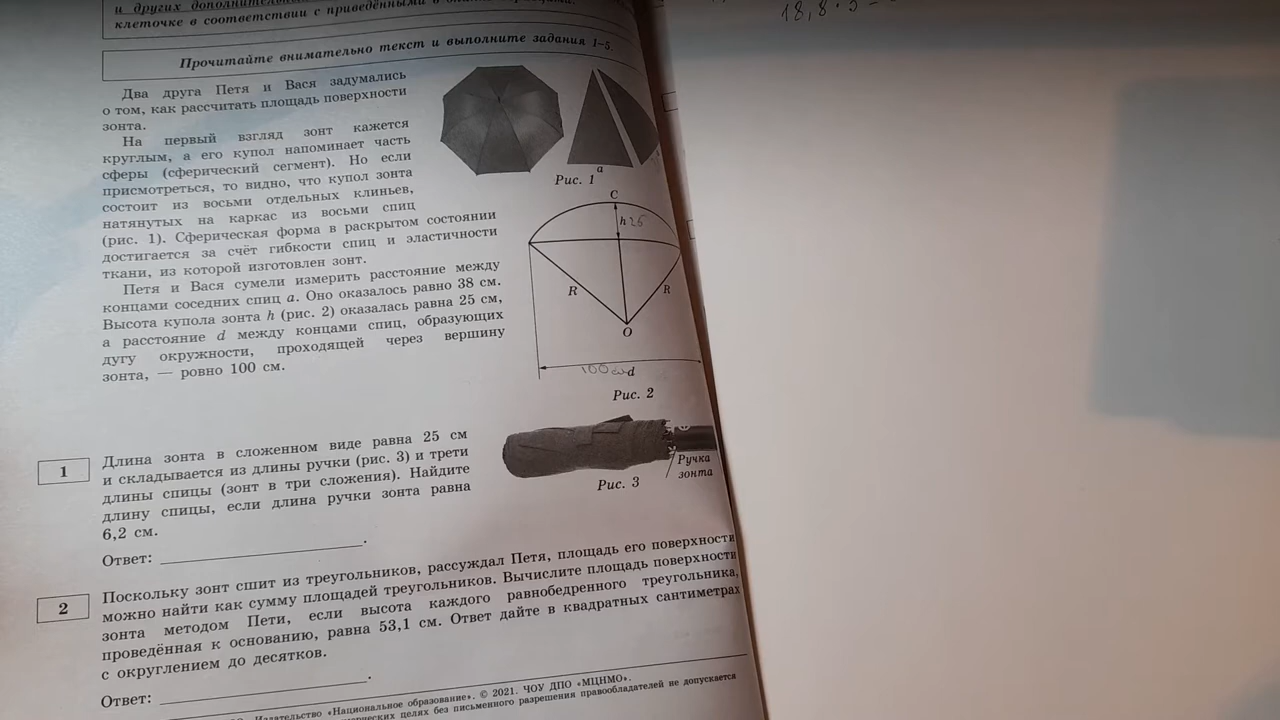 и других дополнительных
клеточке в соответствии с приведёнными в
18,8 · 3 =
Прочитайте внимательно текст и выполните задания 1–5.
Два друга Петя и Вася задумались
о том, как рассчитать площадь поверхности
зонта.
На первый взгляд зонт кажется
круглым, а его купол напоминает часть
сферы (сферический сегмент). Но если
присмотреться, то видно, что купол зонта
состоит из восьми отдельных клиньев,
натянутых на каркас из восьми спиц
(рис. 1). Сферическая форма в раскрытом состоянии
достигается за счёт гибкости спиц и эластичности
ткани, из которой изготовлен зонт.
Петя и Вася сумели измерить расстояние между
концами соседних спиц a. Оно оказалось равно 38 см.
Высота купола зонта h (рис. 2) оказалась равна 25 см,
а расстояние d между концами спиц, образующих
дугу окружности, проходящей через вершину
зонта, — ровно 100 см.
a
Рис. 1
C
h 25
R
R
O
100 см d
Рис. 2
1
Длина зонта в сложенном виде равна 25 см
и складывается из длины ручки (рис. 3) и трети
длины спицы (зонт в три сложения). Найдите
длину спицы, если длина ручки зонта равна
6,2 см.
Ручка
зонта
Рис. 3
Ответ: .
2
Поскольку зонт сшит из треугольников, рассуждал Петя, площадь его поверхности
можно найти как сумму площадей треугольников. Вычислите площадь поверхности
зонта методом Пети, если высота каждого равнобедренного треугольника,
проведённая к основанию, равна 53,1 см. Ответ дайте в квадратных сантиметрах
с округлением до десятков.
Ответ: .
Издательство «Национальное образование». © 2021. ЧОУ ДПО «МЦНМО».
целях без письменного разрешения правообладателей не допускается